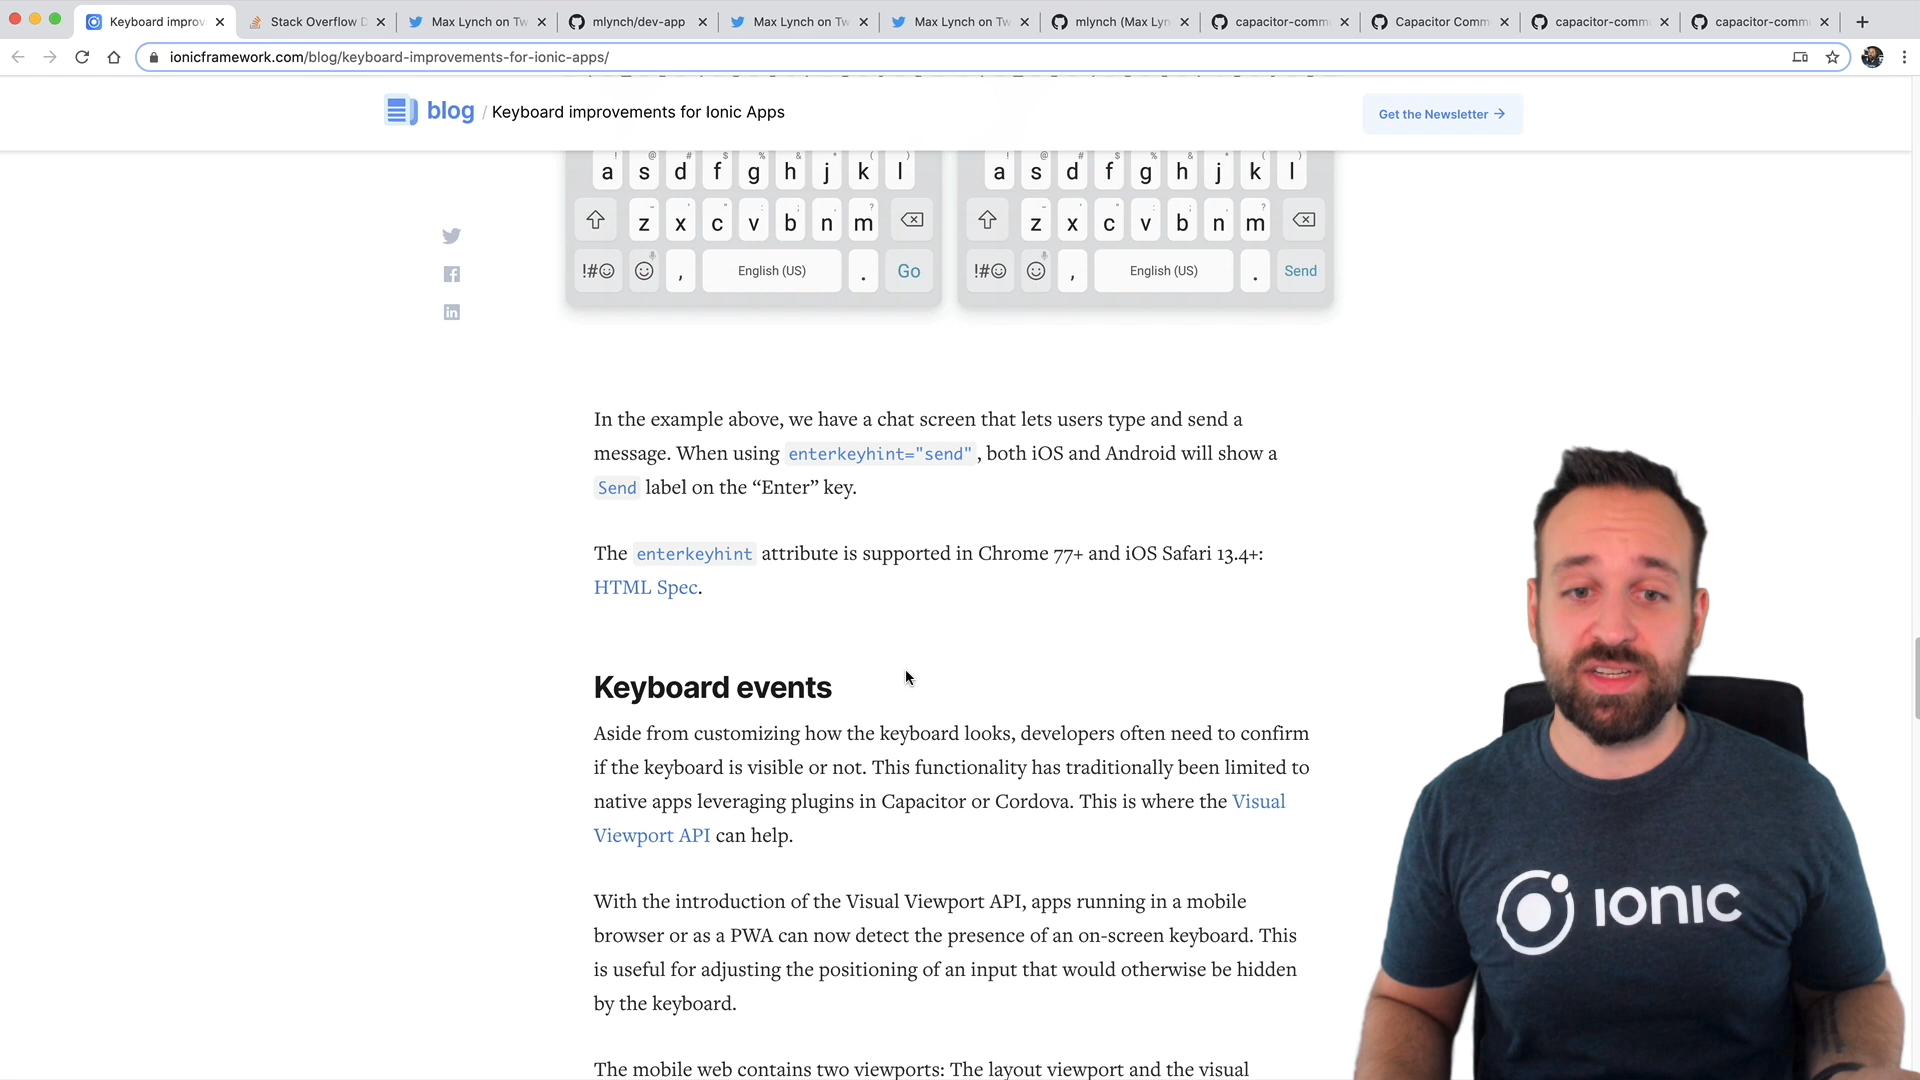 Keyboard improv
Stack Overflow D
Max Lynch on Tw
mlynch/dev-app
Max Lynch on Tw
Max Lynch on Tw
mlynch (Max Lyn
capacitor-comm
Capacitor Comm
capacitor-comm
capacitor-comm
ionicframework.com/blog/keyboard-improvements-for-ionic-apps/
blog / Keyboard improvements for Ionic Apps
Get the Newsletter →
a s d f g h j k l
z x c v b n m
!#☺ , English (US) . Go
a s d f g h j k l
z x c v b n m
!#☺ , English (US) . Send
In the example above, we have a chat screen that lets users type and send a
message. When using enterkeyhint="send" , both iOS and Android will show a
Send label on the “Enter” key.
The enterkeyhint attribute is supported in Chrome 77+ and iOS Safari 13.4+:
HTML Spec.
Keyboard events
Aside from customizing how the keyboard looks, developers often need to confirm
if the keyboard is visible or not. This functionality has traditionally been limited to
native apps leveraging plugins in Capacitor or Cordova. This is where the Visual
Viewport API can help.
With the introduction of the Visual Viewport API, apps running in a mobile
browser or as a PWA can now detect the presence of an on-screen keyboard. This
is useful for adjusting the positioning of an input that would otherwise be hidden
by the keyboard.
The mobile web contains two viewports: The layout viewport and the visual
IONIC